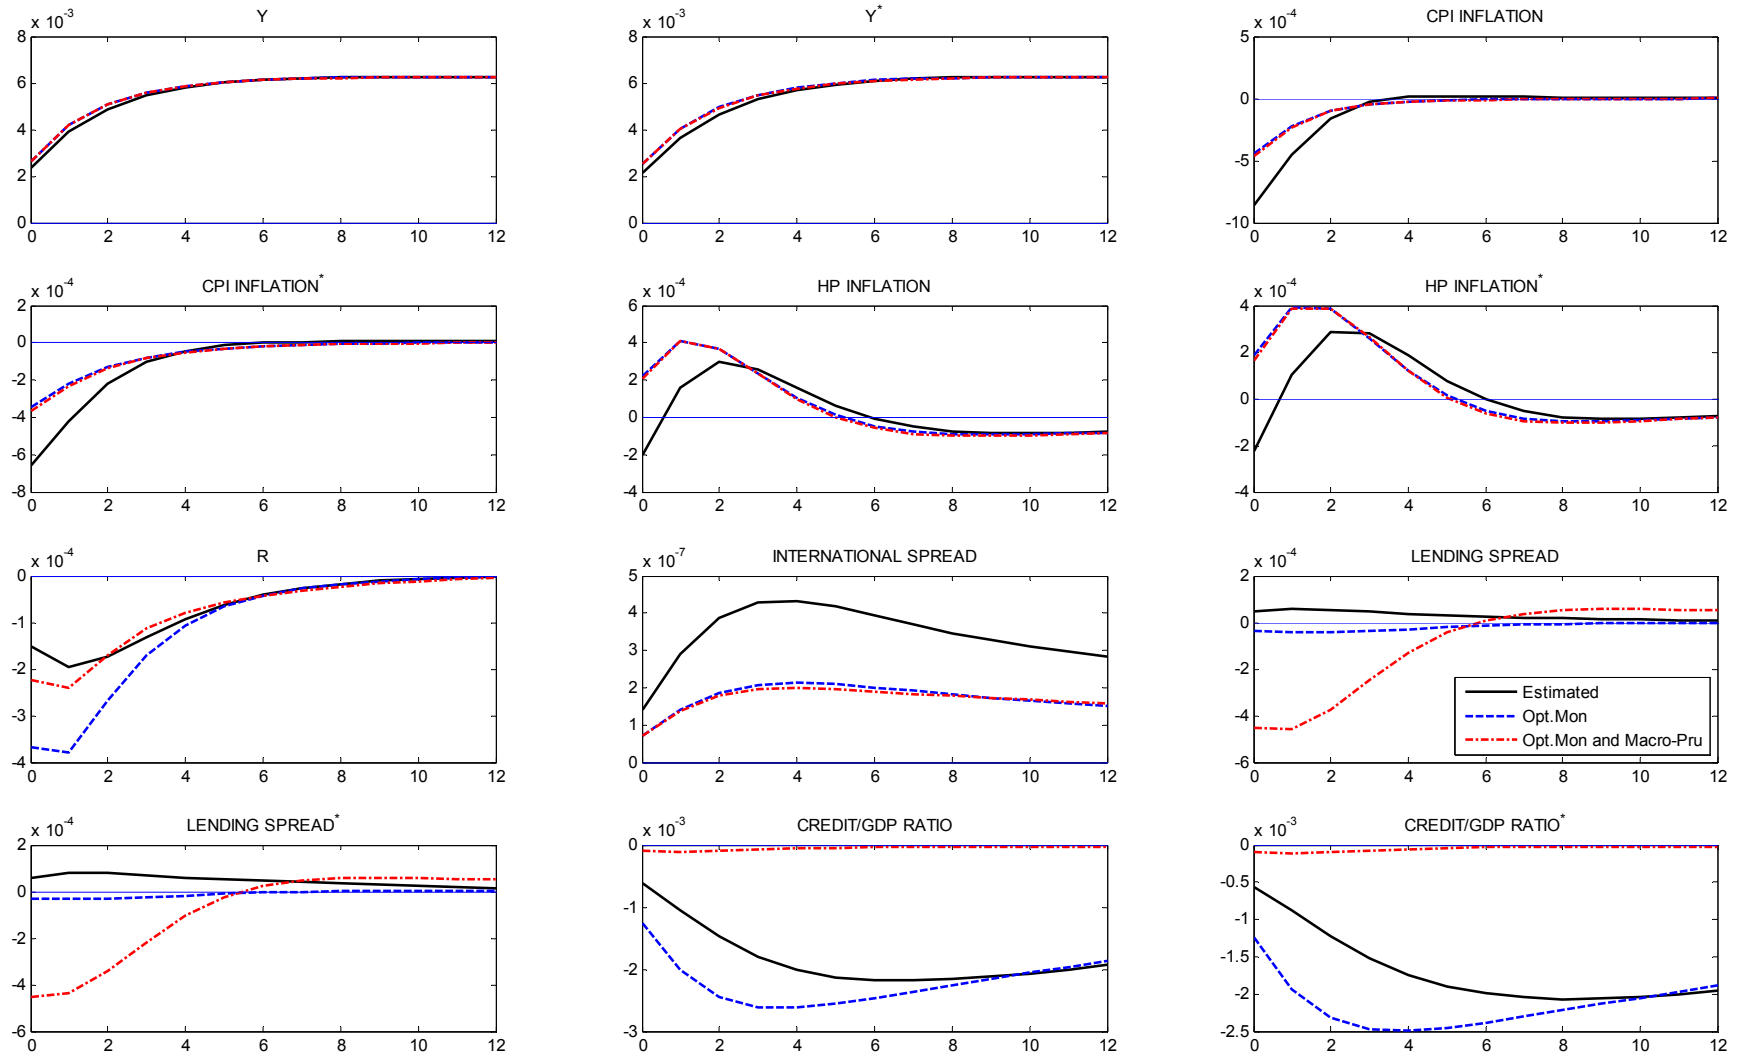 x 10-3
Y
8
6
4
2
0
0 2 4 6 8 10 12
x 10-3
Y*
8
6
4
2
0
0 2 4 6 8 10 12
x 10-4
CPI INFLATION
5
0
-5
-10
0 2 4 6 8 10 12
x 10-4
CPI INFLATION*
2
0
-2
-4
-6
-8
0 2 4 6 8 10 12
x 10-4
HP INFLATION
6
4
2
0
-2
-4
0 2 4 6 8 10 12
x 10-4
HP INFLATION*
4
2
0
-2
-4
0 2 4 6 8 10 12
x 10-4
R
0
-1
-2
-3
-4
0 2 4 6 8 10 12
x 10-7
INTERNATIONAL SPREAD
5
4
3
2
1
0
0 2 4 6 8 10 12
x 10-4
LENDING SPREAD
2
0
-2
-4
-6
0 2 4 6 8 10 12
Estimated
Opt.Mon
Opt.Mon and Macro-Pru
x 10-4
LENDING SPREAD*
2
0
-2
-4
-6
0 2 4 6 8 10 12
x 10-3
CREDIT/GDP RATIO
0
-1
-2
-3
0 2 4 6 8 10 12
x 10-3
CREDIT/GDP RATIO*
0
-0.5
-1
-1.5
-2
-2.5
0 2 4 6 8 10 12